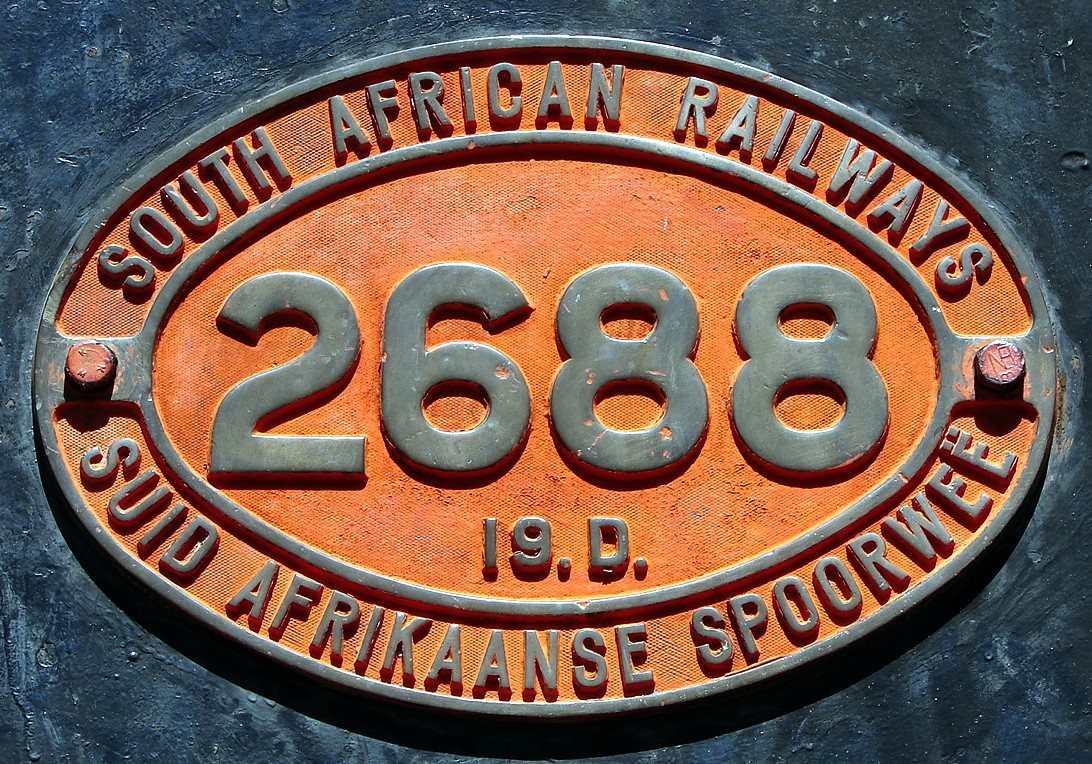 SOUTH AFRICAN RAILWAYS
2688
19.D.
SUID AFRIKAANSE SPOORWEË